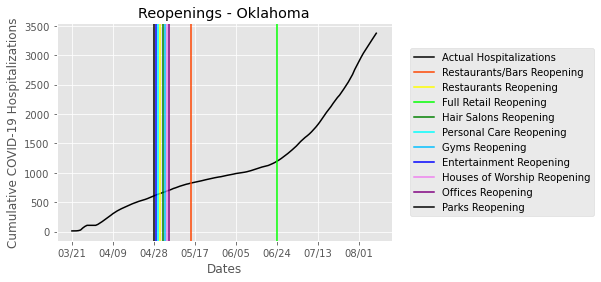 Reopenings - Oklahoma
Cumulative COVID-19 Hospitalizations
3500
3000
2500
2000
1500
1000
500
0
03/21 04/09 04/28 05/17 06/05 06/24 07/13 08/01
Dates
Actual Hospitalizations
Restaurants/Bars Reopening
Restaurants Reopening
Full Retail Reopening
Hair Salons Reopening
Personal Care Reopening
Gyms Reopening
Entertainment Reopening
Houses of Worship Reopening
Offices Reopening
Parks Reopening